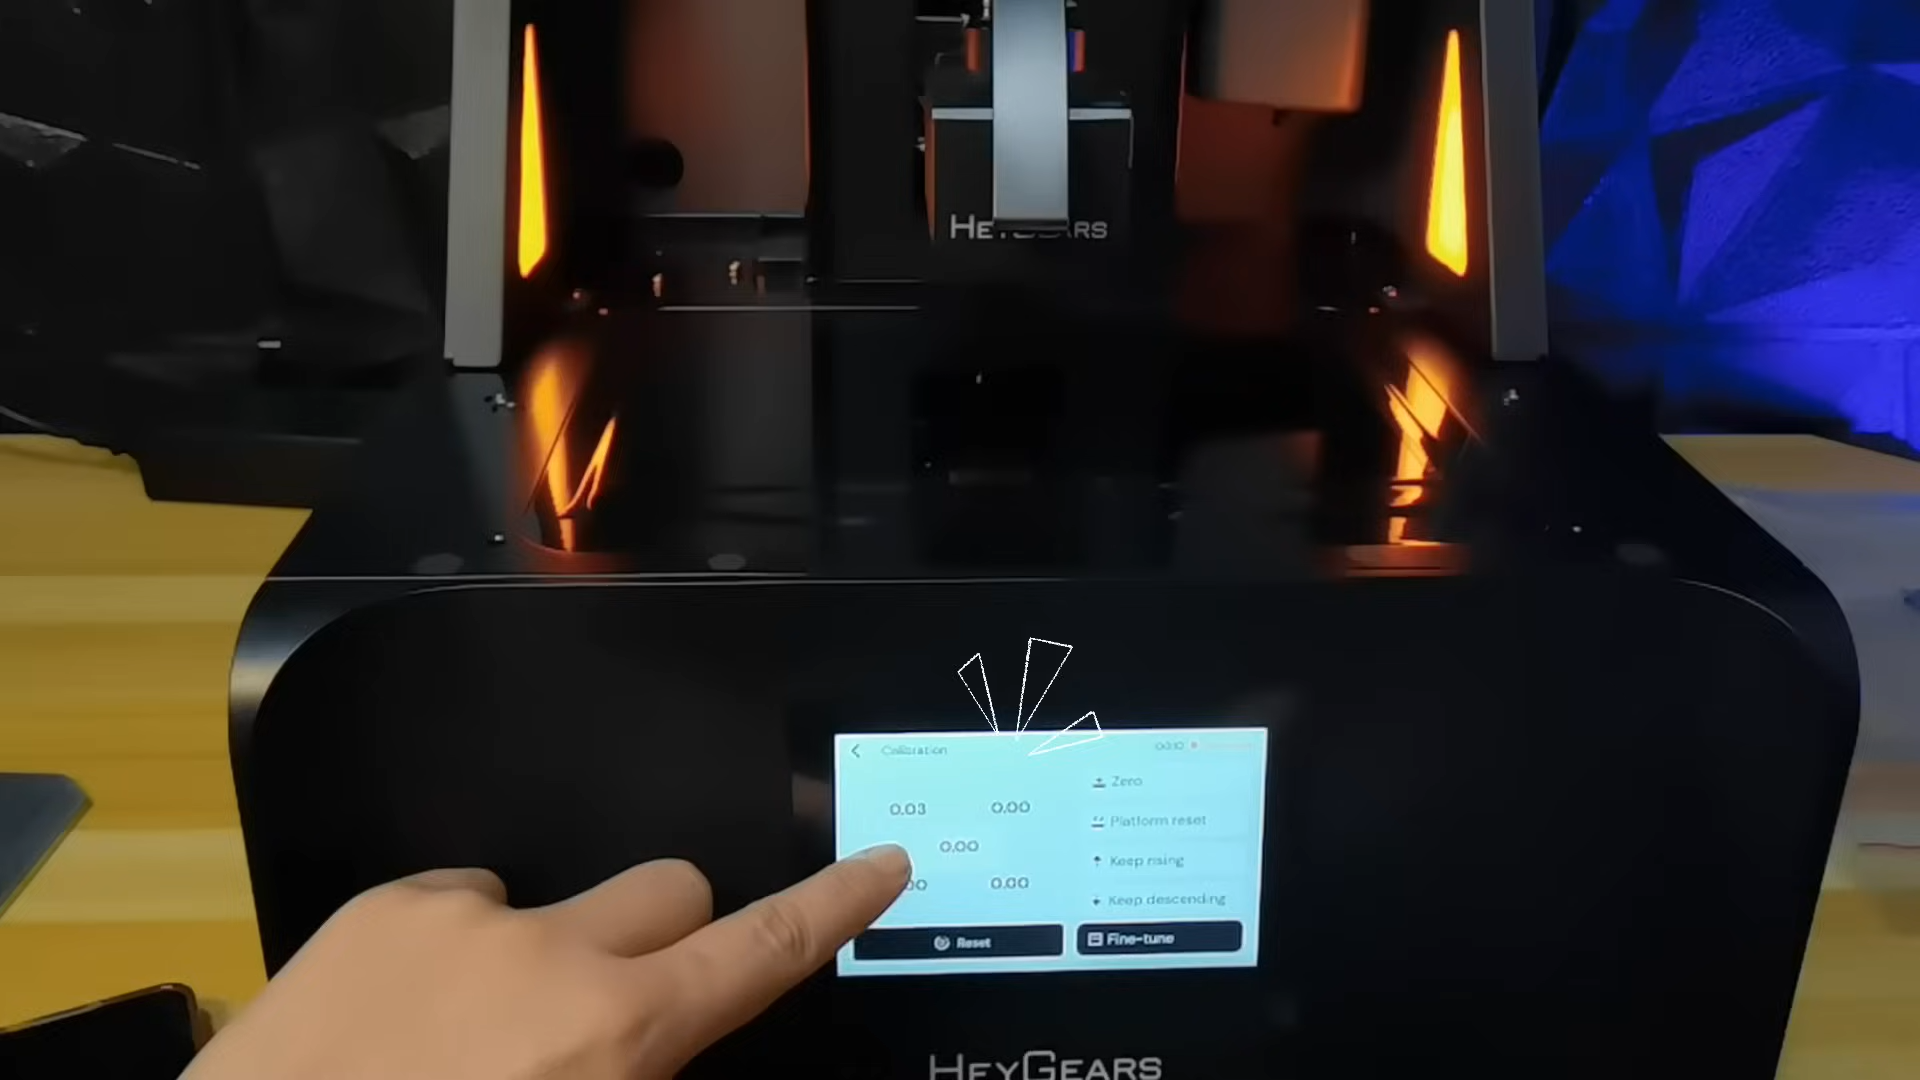 Calibration
Zero
0.03 0.00
Platform reset
0.00
Keep rising
0.00
Keep descending
Reset
Fine-tune
HEYGEARS